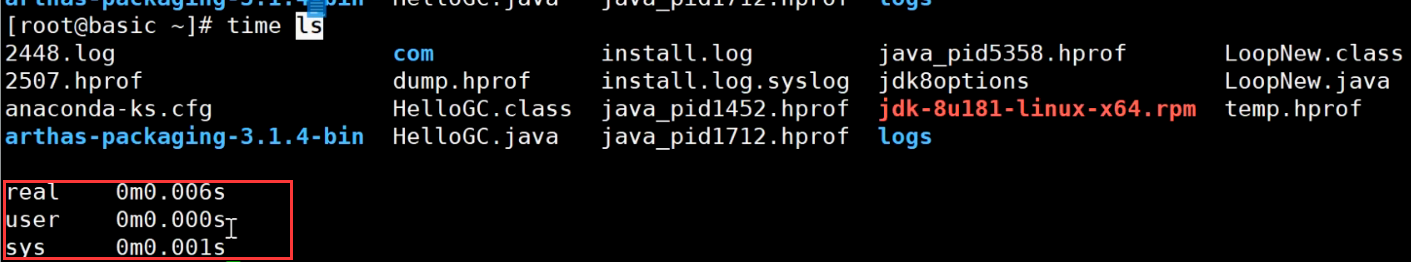 arthas-packaging-3.1.4-bin HelloGC.java java_pid1712.hprof logs
[root@basic ~]# time ls
2448.log com install.log java_pid5358.hprof LoopNew.class
2507.hprof dump.hprof install.log.syslog jdk8options LoopNew.java
anaconda-ks.cfg HelloGC.class java_pid1452.hprof jdk-8u181-linux-x64.rpm temp.hprof
arthas-packaging-3.1.4-bin HelloGC.java java_pid1712.hprof logs
real 0m0.006s
user 0m0.000s
sys 0m0.001s